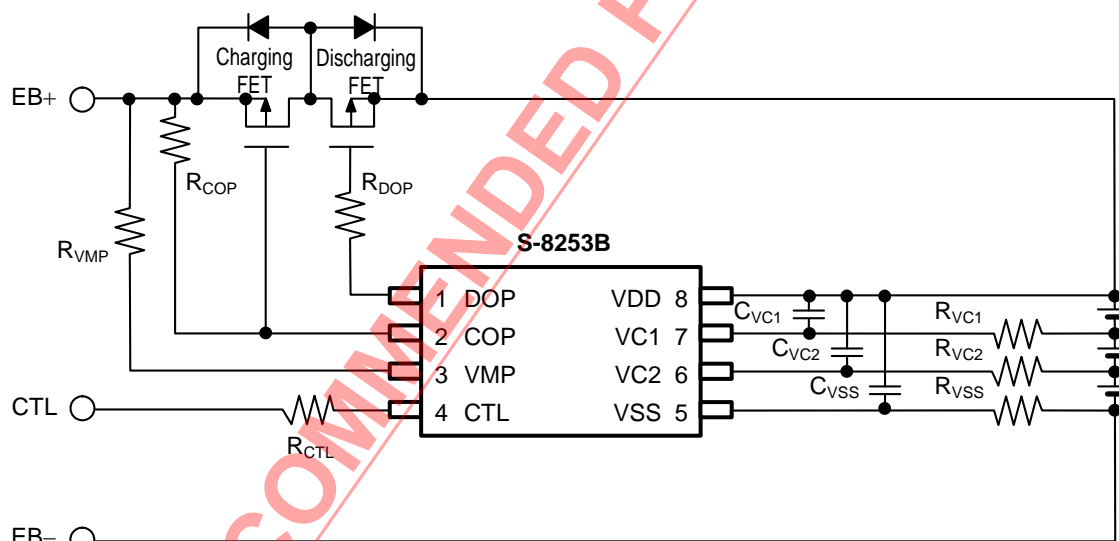 Charging Discharging
FET FET
EB+
RCOP
RDOP
RVMP
S-8253B
1 DOP VDD 8
2 COP VC1 7
3 VMP VC2 6
4 CTL VSS 5
CVC1
CVC2
CVSS
RVC1
RVC2
RVSS
CTL
RCTL
EB−
COMMENDED